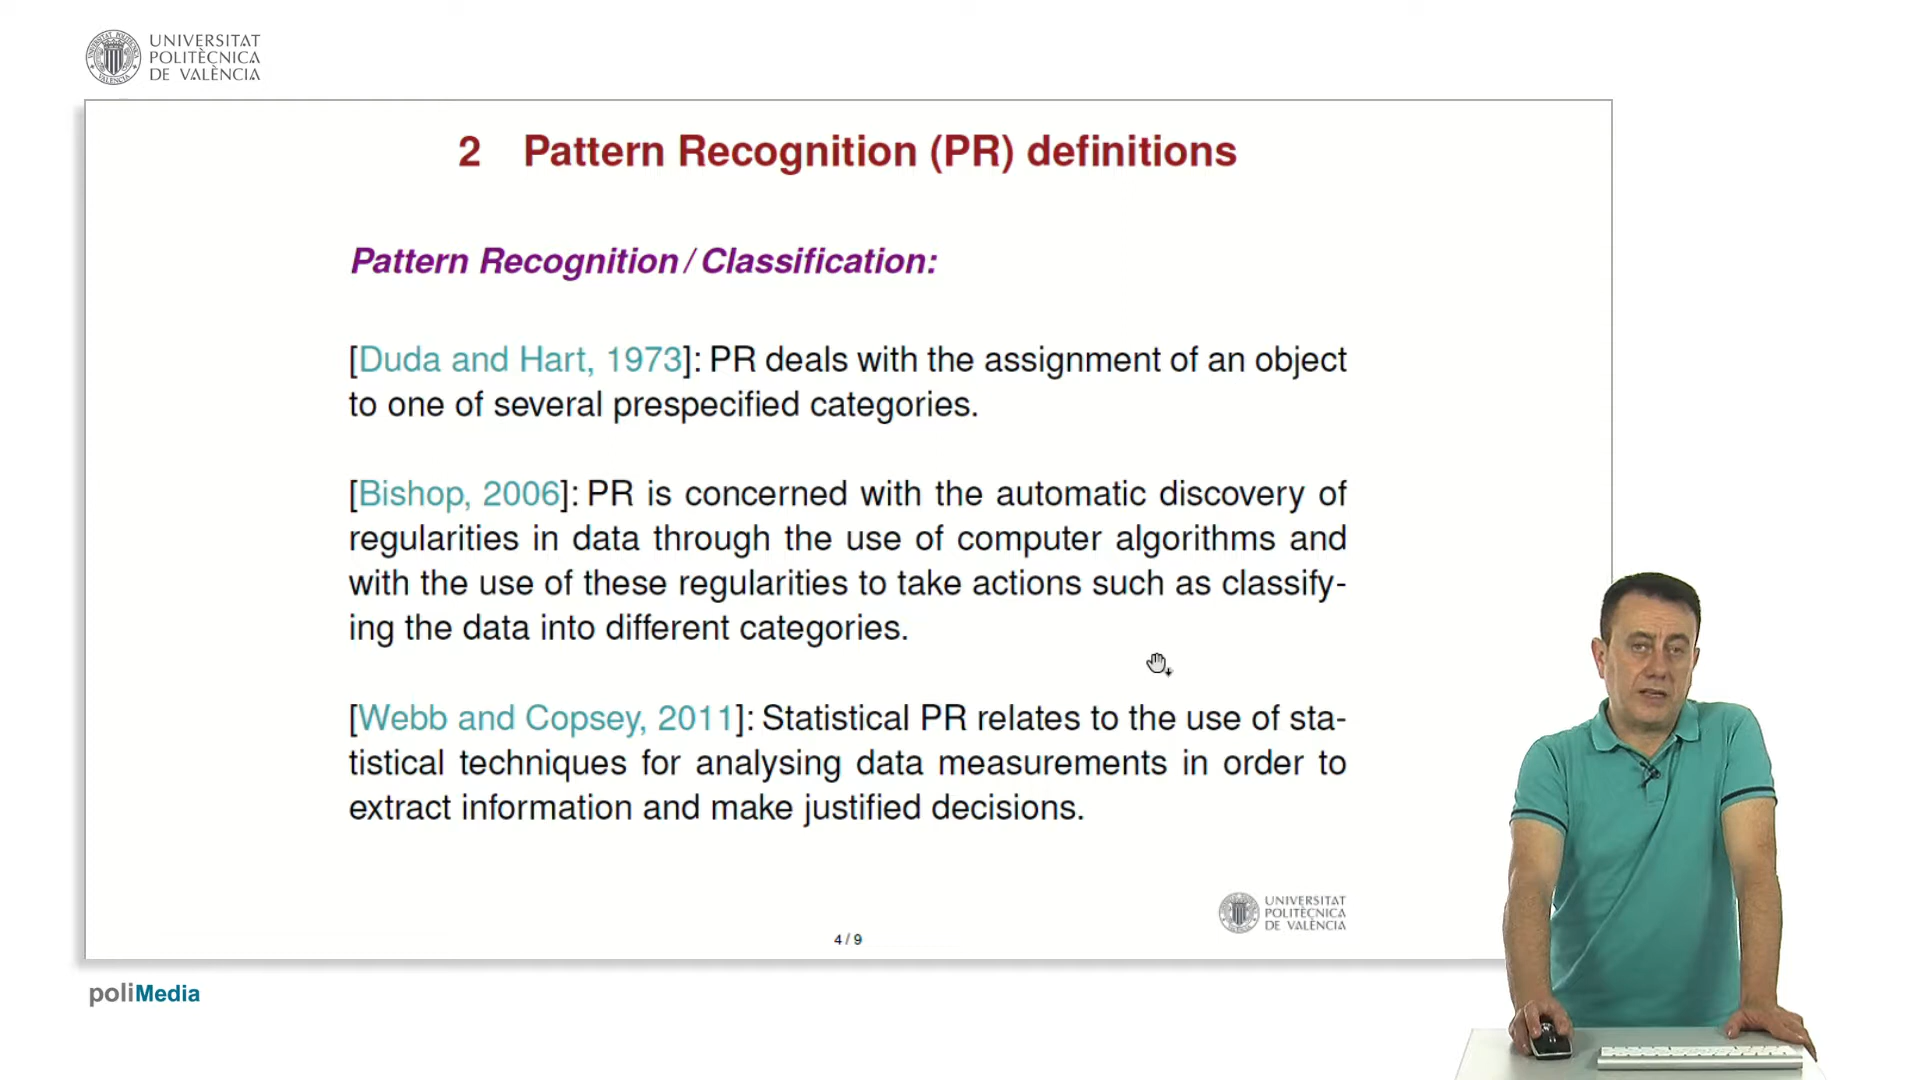 UNIVERSITAT
POLITÈCNICA
DE VALÈNCIA
2 Pattern Recognition (PR) definitions
Pattern Recognition / Classification:
[Duda and Hart, 1973]: PR deals with the assignment of an object
to one of several prespecified categories.
[Bishop, 2006]: PR is concerned with the automatic discovery of
regularities in data through the use of computer algorithms and
with the use of these regularities to take actions such as classify-
ing the data into different categories.
[Webb and Copsey, 2011]: Statistical PR relates to the use of sta-
tistical techniques for analysing data measurements in order to
extract information and make justified decisions.
UNIVERSITAT
POLITÈCNICA
DE VALÈNCIA
4 / 9
poliMedia